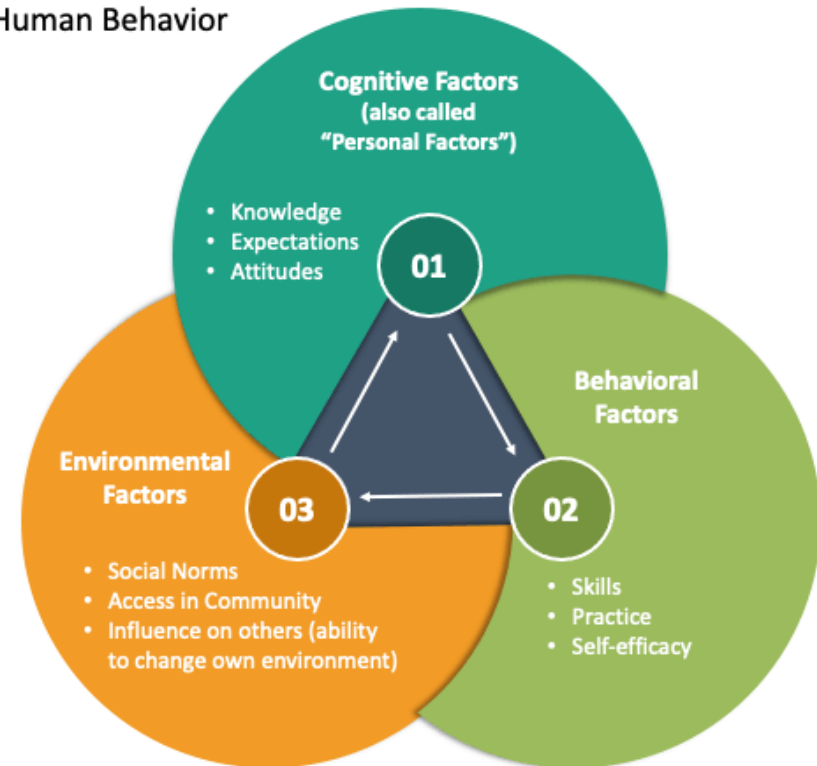 Human Behavior
Cognitive Factors
(also called
“Personal Factors”)
• Knowledge
• Expectations
• Attitudes
01
Behavioral
Factors
02
• Skills
• Practice
• Self-efficacy
Environmental
Factors
03
• Social Norms
• Access in Community
• Influence on others (ability
to change own environment)